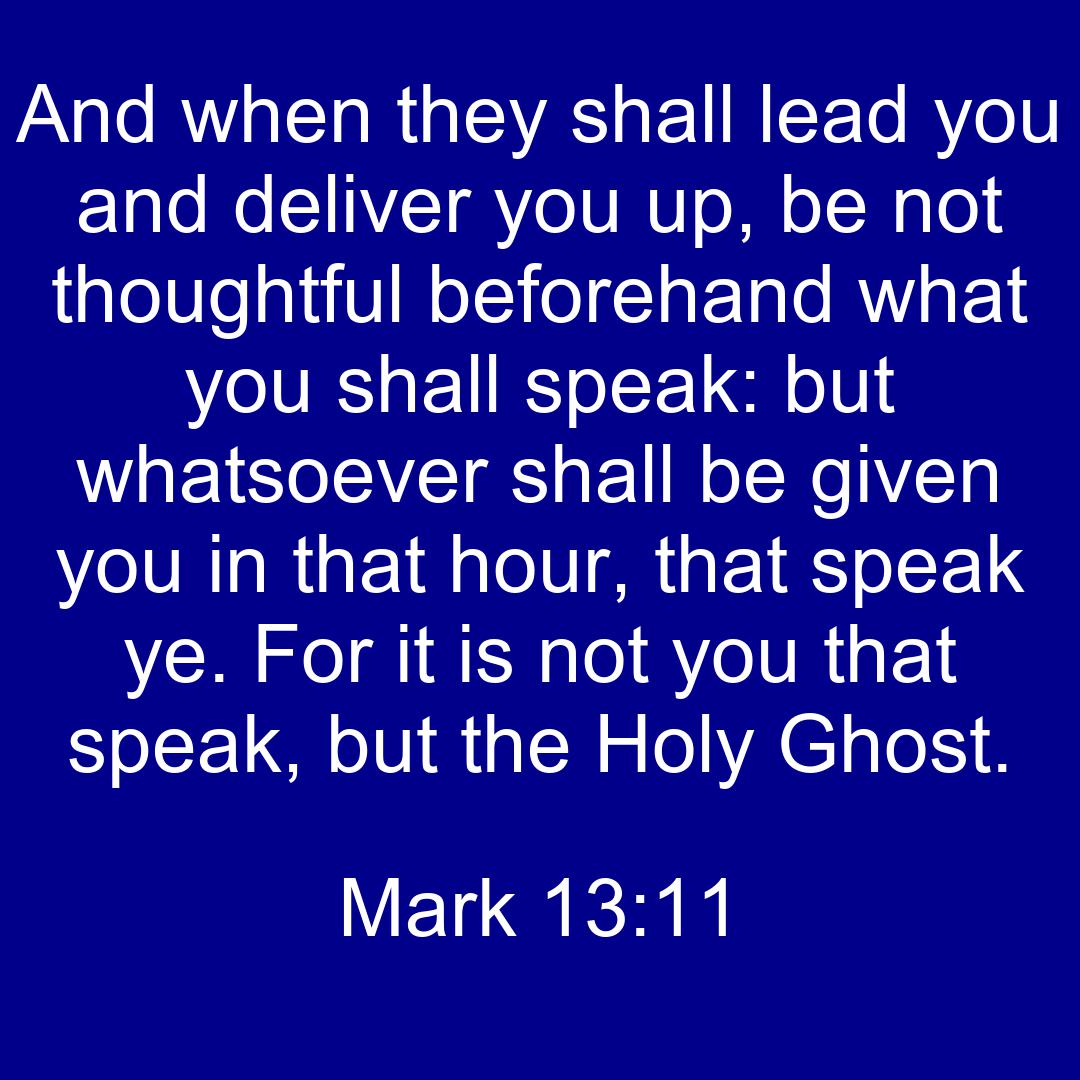 And when they shall lead you
and deliver you up, be not
thoughtful beforehand what
you shall speak: but
whatsoever shall be given
you in that hour, that speak
ye. For it is not you that
speak, but the Holy Ghost.
Mark 13:11